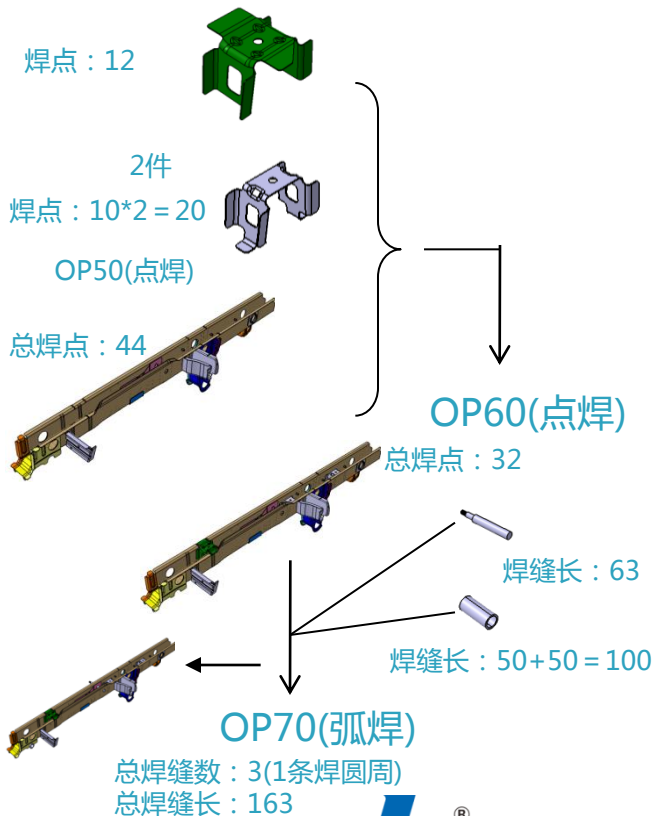 焊点：12
2件
焊点：10*2＝20
OP50(点焊)
总焊点：44
OP60(点焊)
总焊点：32
焊缝长：63
焊缝长：50+50＝100
OP70(弧焊)
总焊缝数：3(1条焊圆周)
总焊缝长：163
®